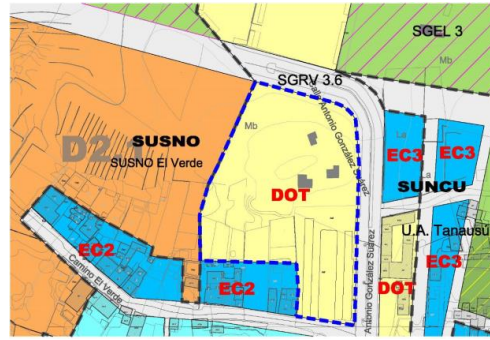 SGEL 3
Mb
SGRV 3.6
Calle Antonio González Suárez
Mb
La
EC3
EC3
D2
SUSNO
SUSNO El Verde
SUNCU
DOT
U.A. Tanausú
EC2
EC3
EC2
DOT
Camino El Verde
Antonio González Suárez